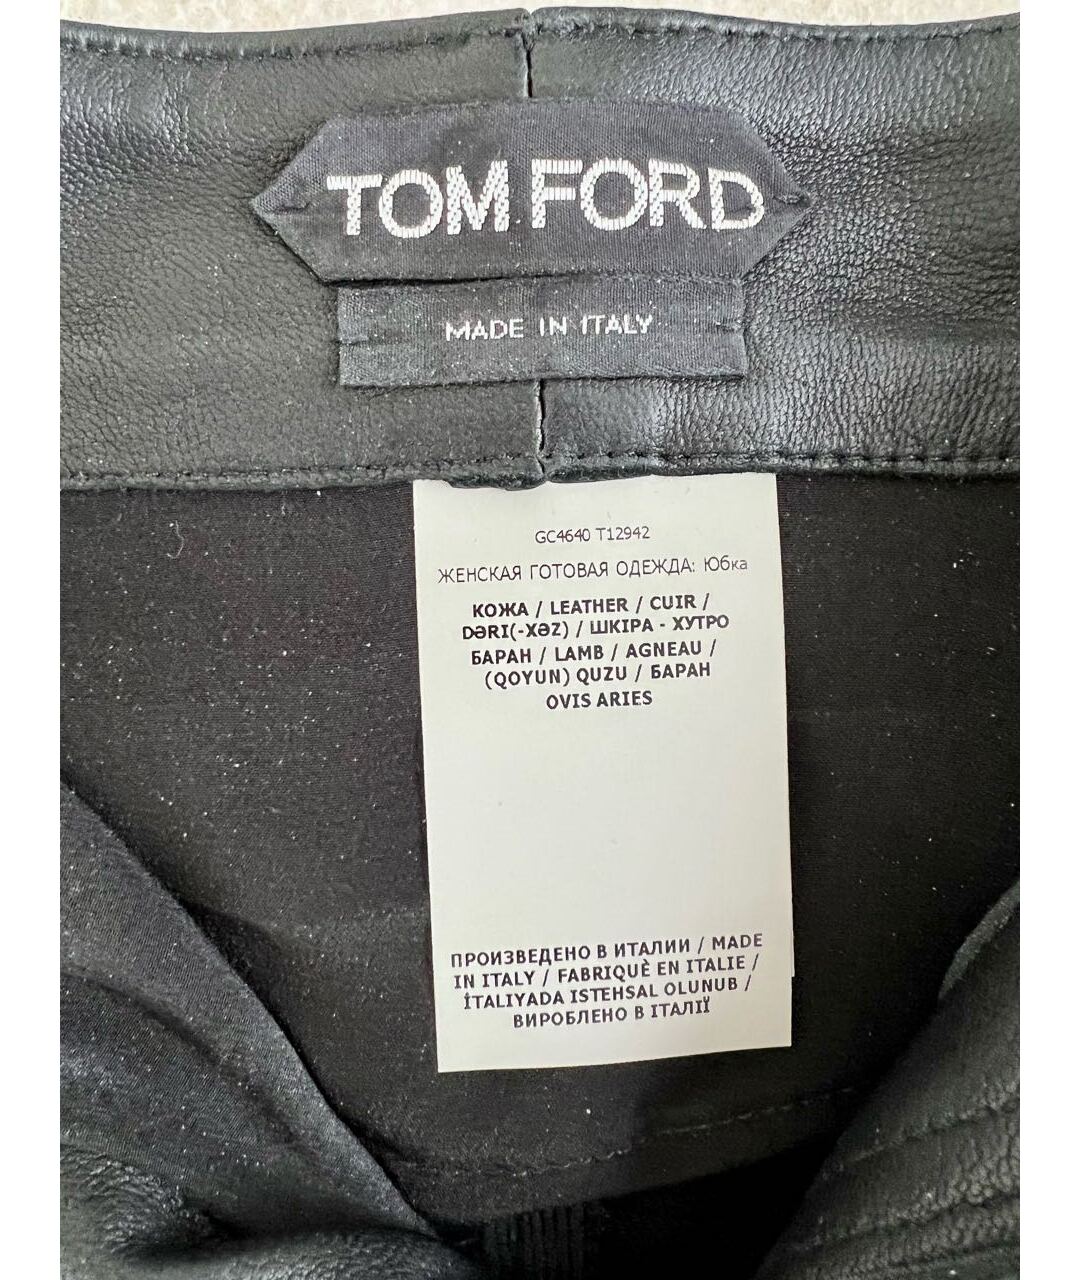 TOM FORD
MADE IN ITALY
GC4640 T12942
ЖЕНСКАЯ ГОТОВАЯ ОДЕЖДА: Юбка
КОЖА / LEATHER / CUIR /
DƏRI(-XƏZ) / ШКІРА - ХУТРО
БАРАН / LAMB / AGNEAU /
(QOYUN) QUZU / БАРАН
OVIS ARIES
ПРОИЗВЕДЕНО В ИТАЛИИ / MADE
IN ITALY / FABRIQUÈ EN ITALIE /
İTALIYADA ISTEHSAL OLUNUB /
ВИРОБЛЕНО В ІТАЛІЇ